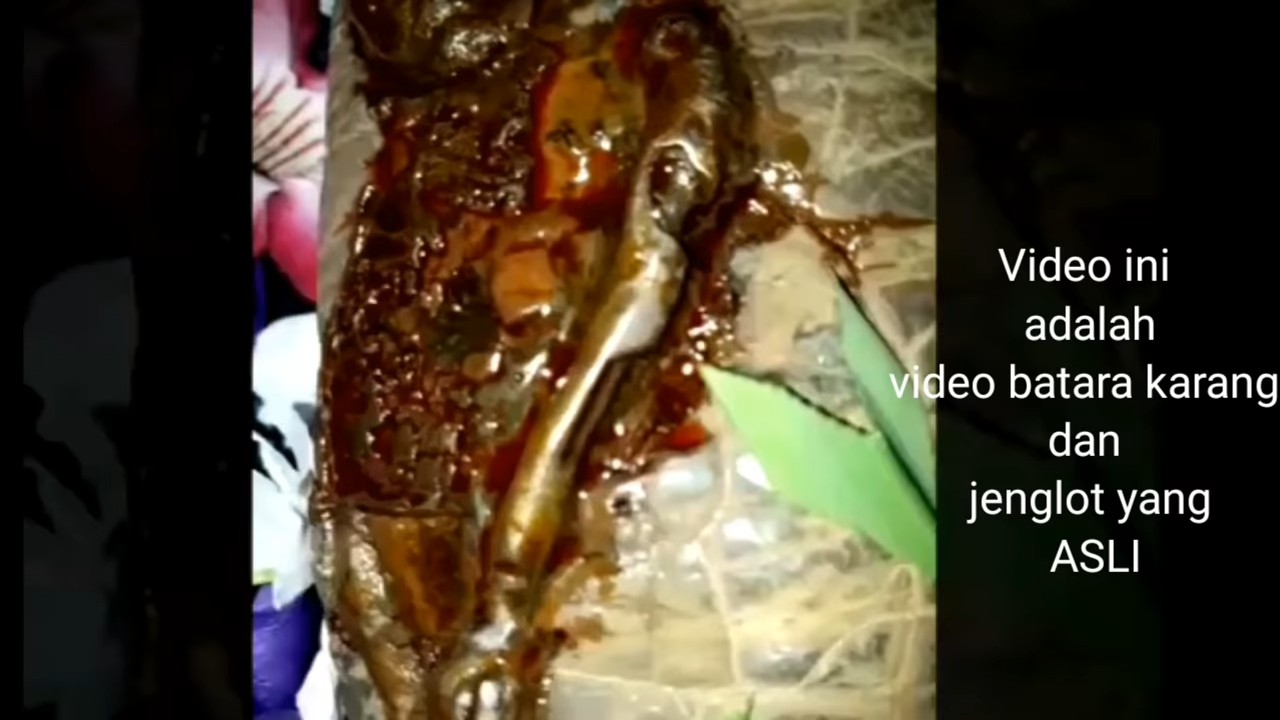 Video ini
adalah
video batara karang
dan
jenglot yang
ASLI